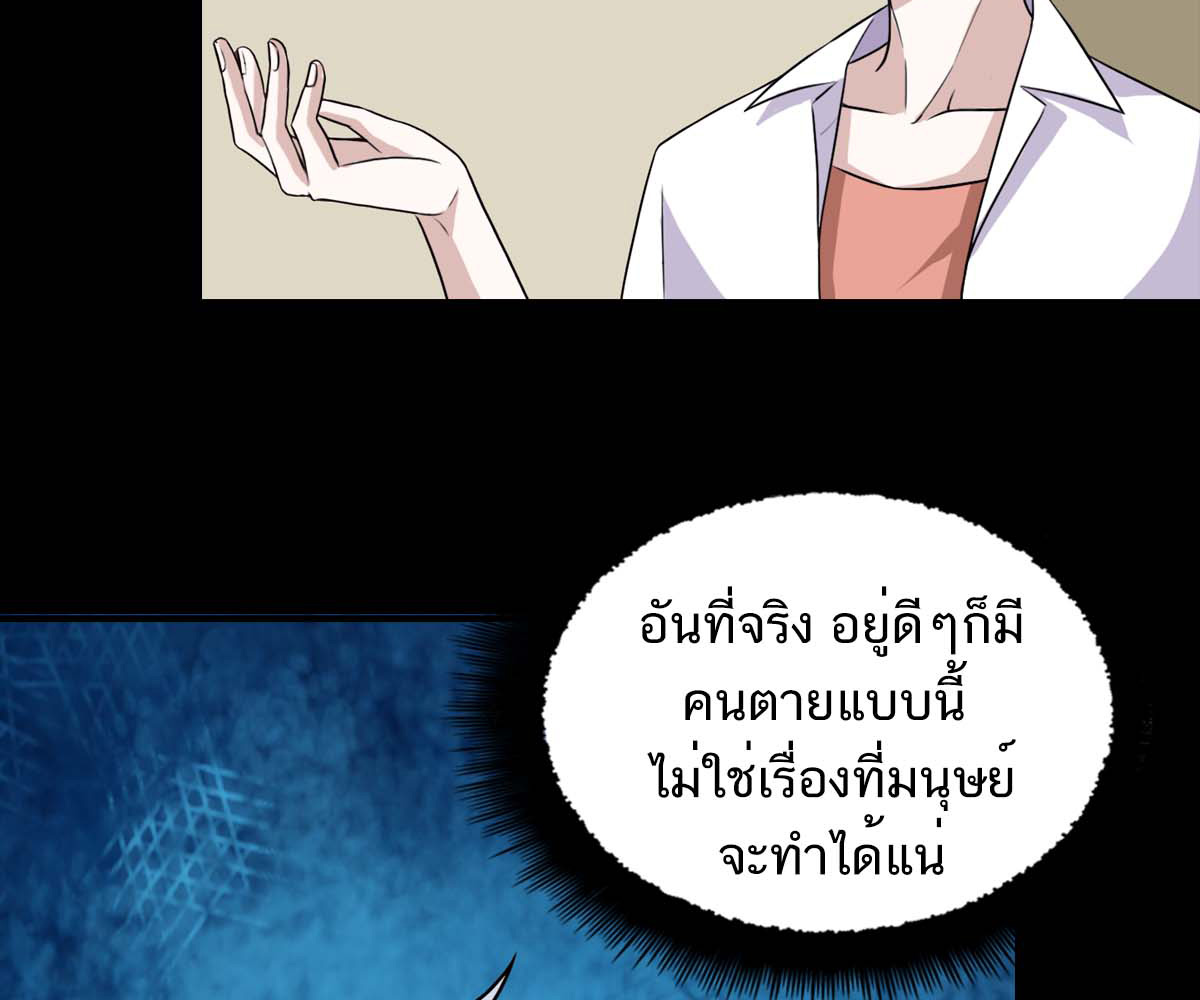 อันที่จริง อยู่ดีๆก็มี
คนตายแบบนี้
ไม่ใช่เรื่องที่มนุษย์
จะทำได้แน่